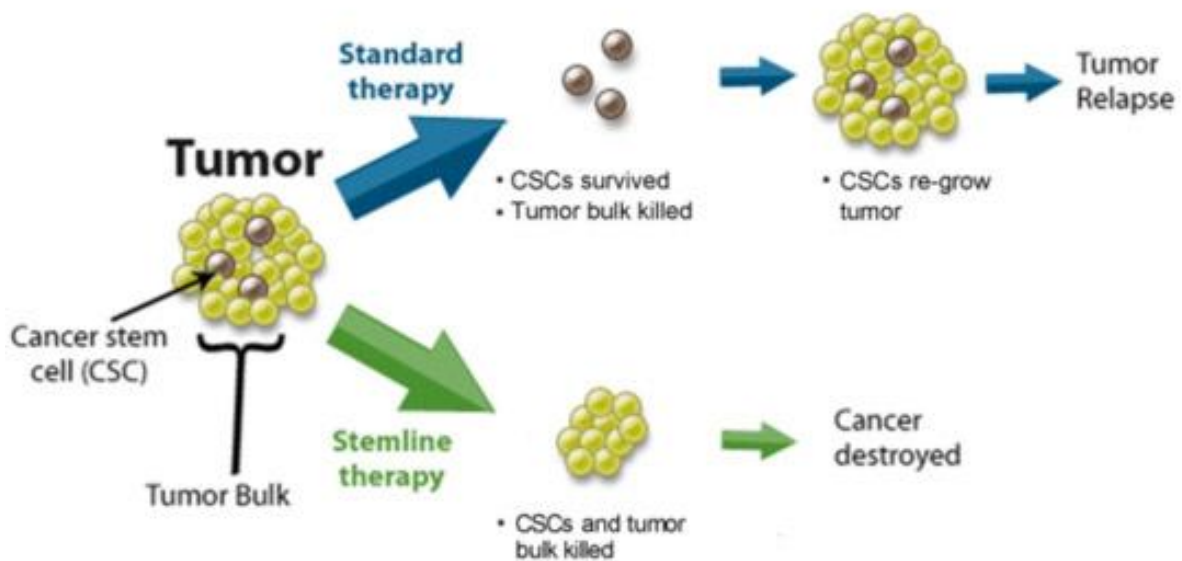 Standard
therapy
Tumor
Relapse
Tumor
• CSCs survived
• Tumor bulk killed
• CSCs re-grow
tumor
Cancer stem
cell (CSC)
Stemline
therapy
Cancer
destroyed
Tumor Bulk
• CSCs and tumor
bulk killed